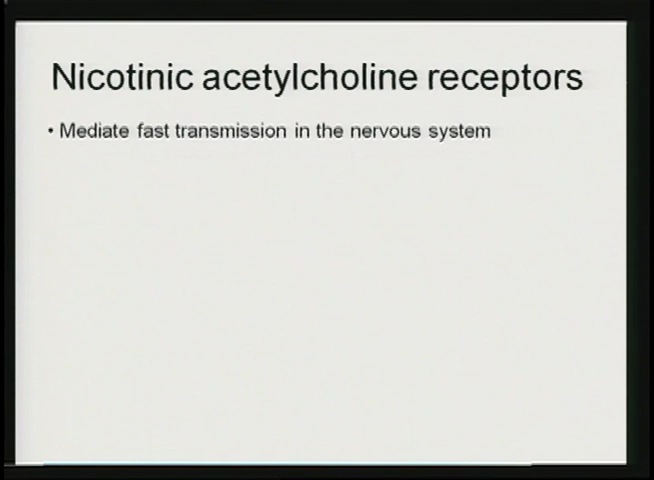 Nicotinic acetylcholine receptors
• Mediate fast transmission in the nervous system